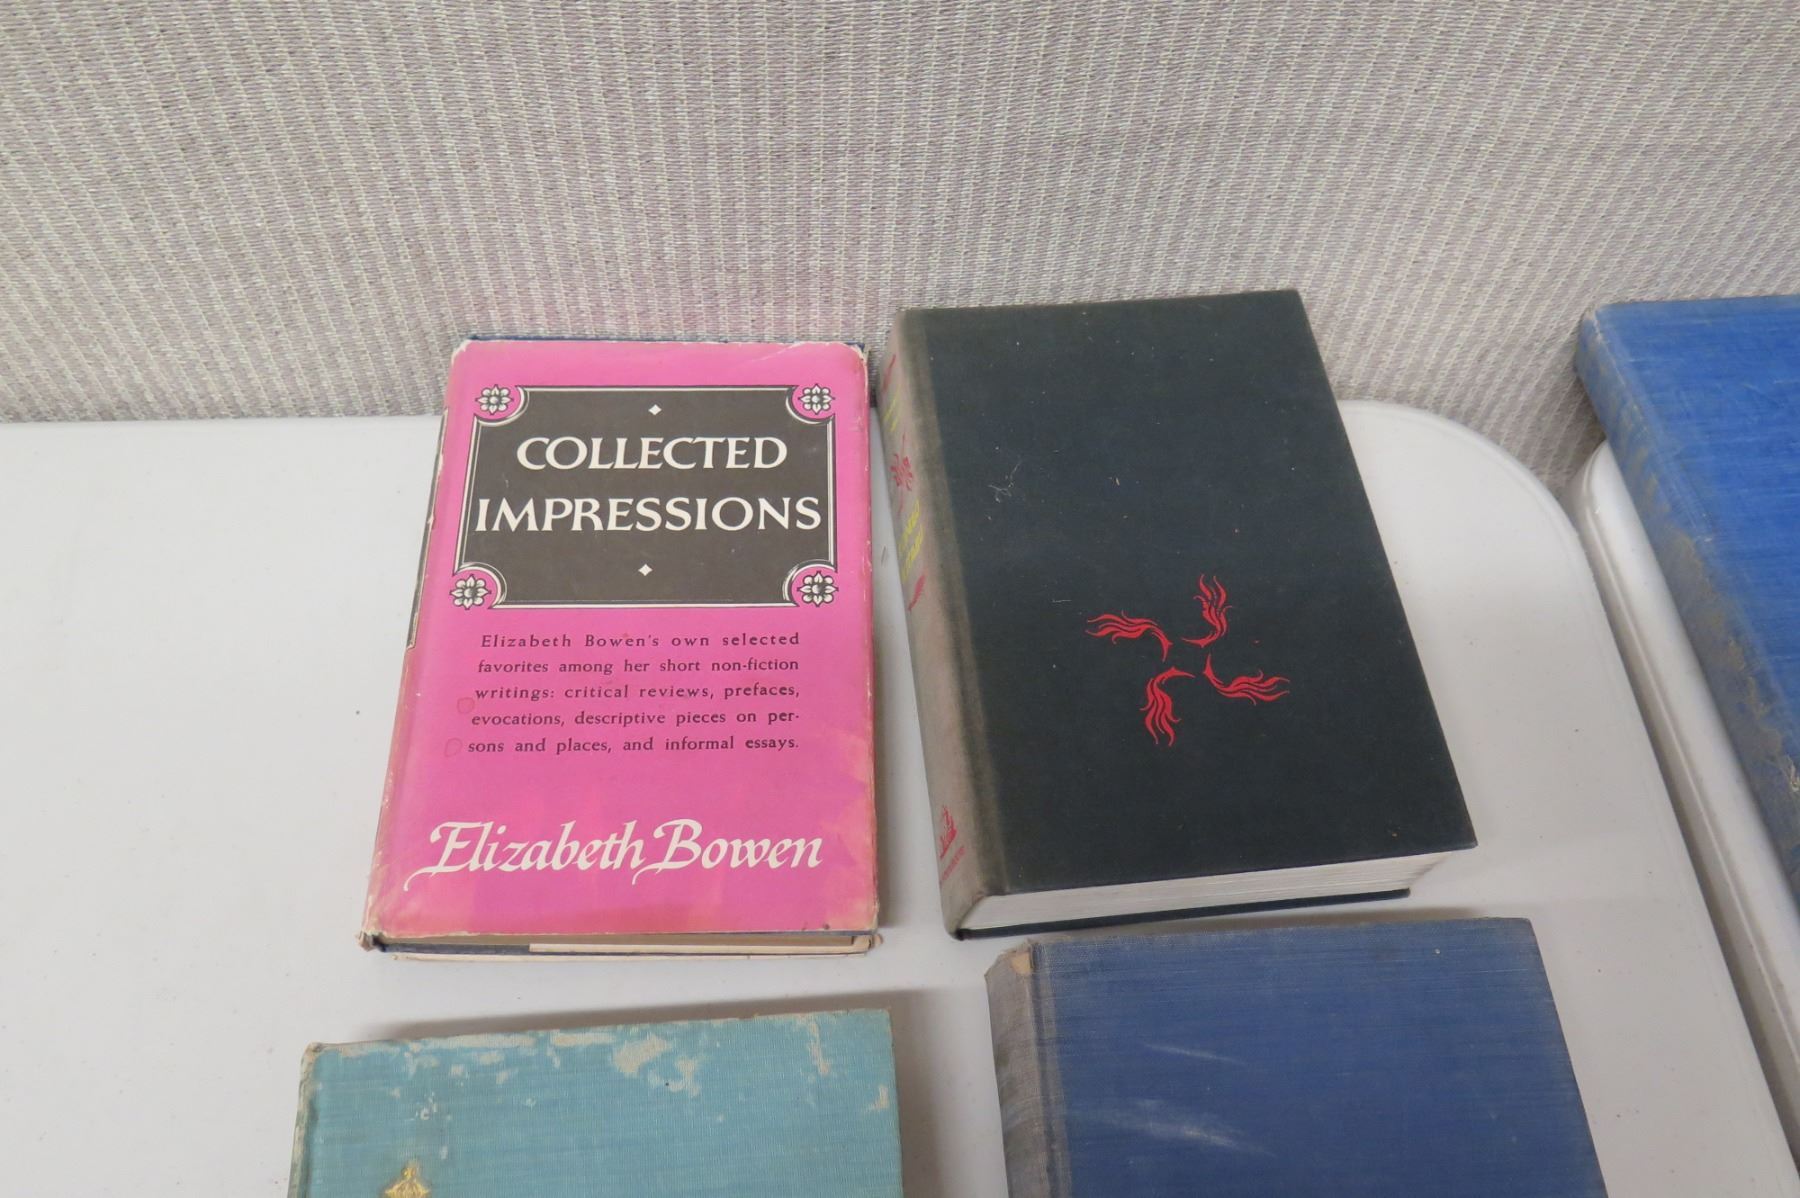 COLLECTED
IMPRESSIONS
Elizabeth Bowen's own selected
favorites among her short non-fiction
writings: critical reviews, prefaces,
evocations, descriptive pieces on per-
sons and places, and informal essays.
Elizabeth Bowen